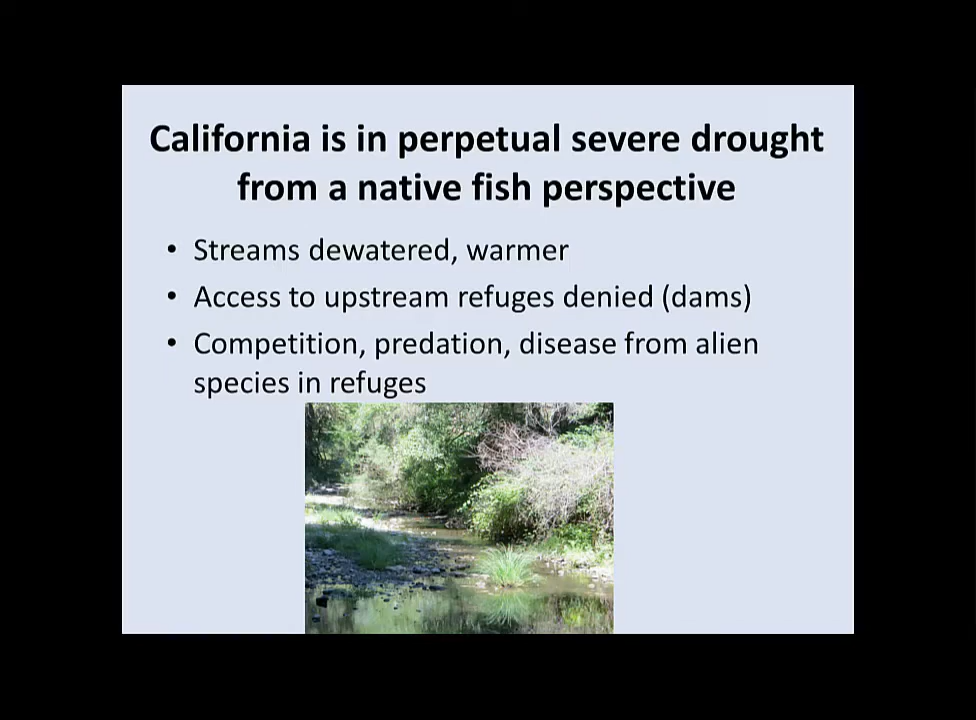 California is in perpetual severe drought
from a native fish perspective
• Streams dewatered, warmer
• Access to upstream refuges denied (dams)
• Competition, predation, disease from alien
species in refuges